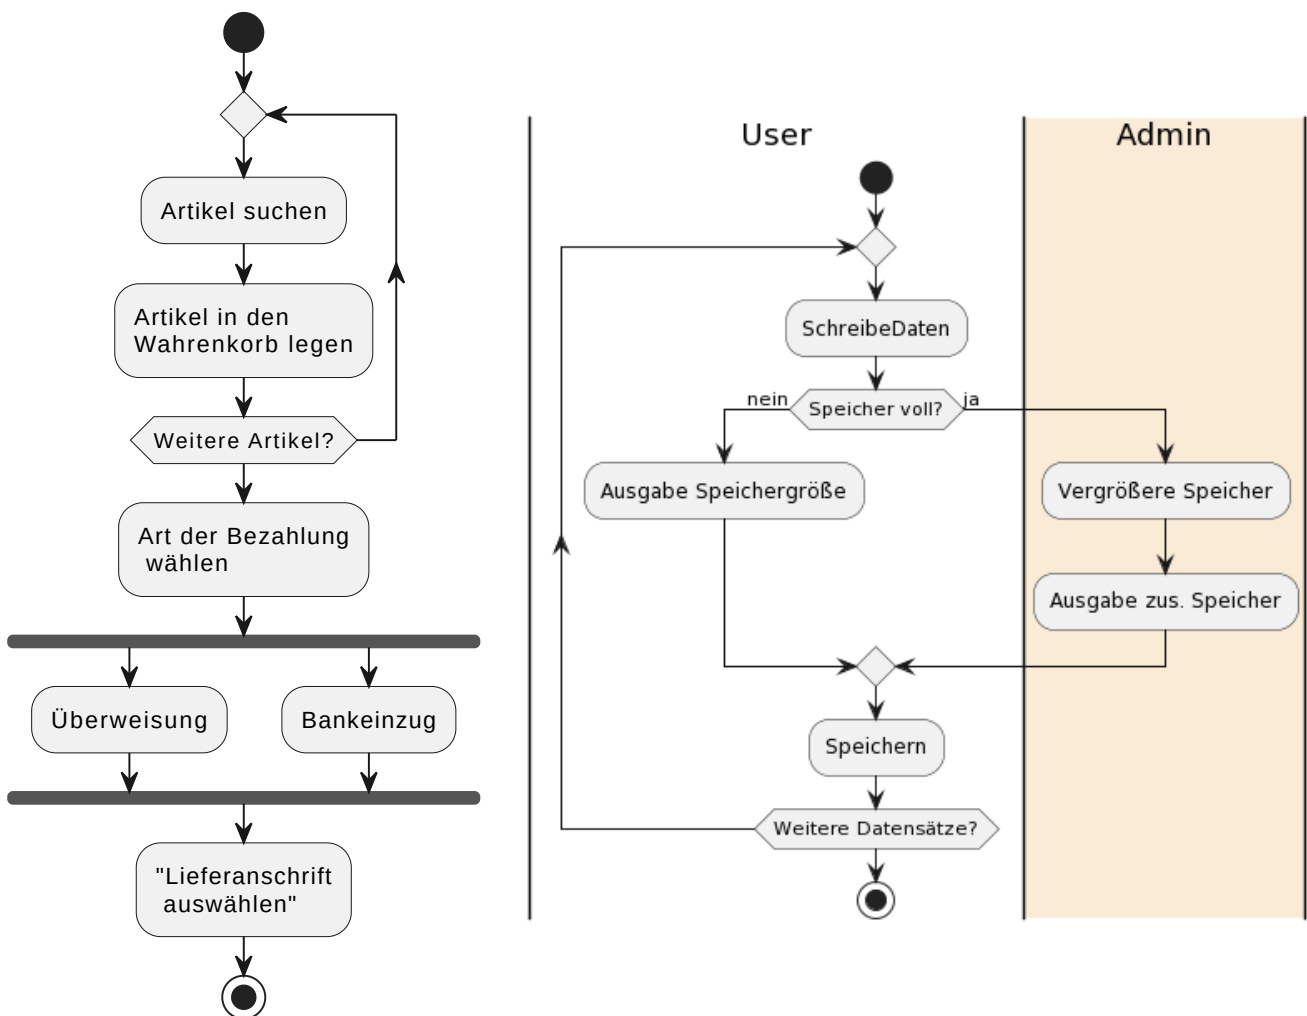 Artikel suchen
Artikel in den
Wahrenkorb legen
Weitere Artikel?
Art der Bezahlung
wählen
Überweisung
Bankeinzug
"Lieferanschrift
auswählen"
User
Admin
SchreibeDaten
nein
Speicher voll?
ja
Ausgabe Speichergröße
Vergrößere Speicher
Ausgabe zus. Speicher
Speichern
Weitere Datensätze?